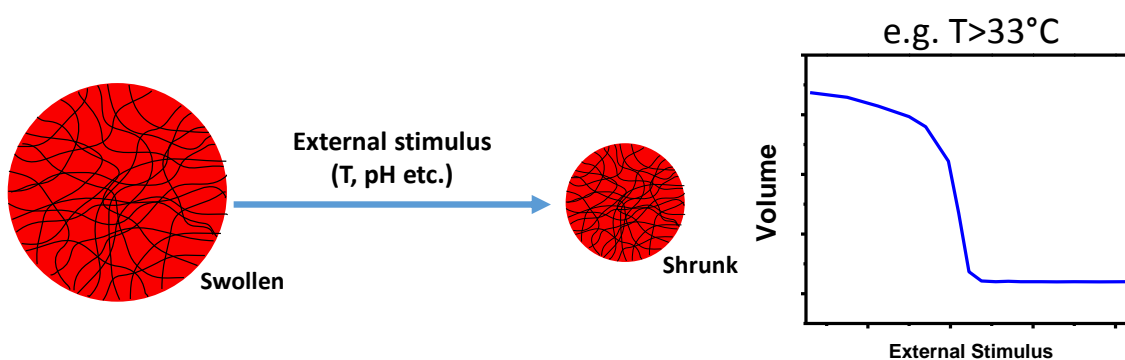 External stimulus
(T, pH etc.)
Swollen
Shrunk
e.g. T>33°C
Volume
External Stimulus